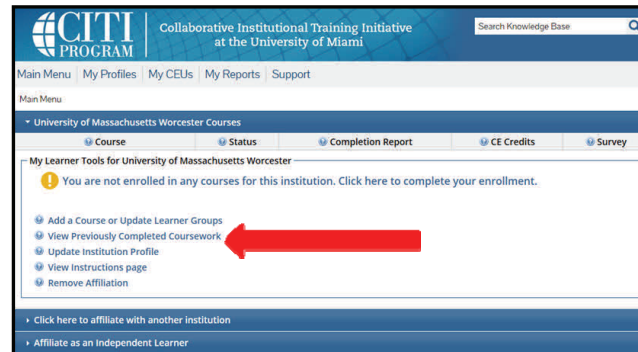 CITI
PROGRAM
Collaborative Institutional Training Initiative
at the University of Miami
Search Knowledge Base
Main Menu My Profiles My CEUs My Reports Support
Main Menu
University of Massachusetts Worcester Courses
Course Status Completion Report CE Credits Survey
My Learner Tools for University of Massachusetts Worcester
You are not enrolled in any courses for this institution. Click here to complete your enrollment.
Add a Course or Update Learner Groups
View Previously Completed Coursework
Update Institution Profile
View Instructions page
Remove Affiliation
Click here to affiliate with another institution
Affiliate as an Independent Learner